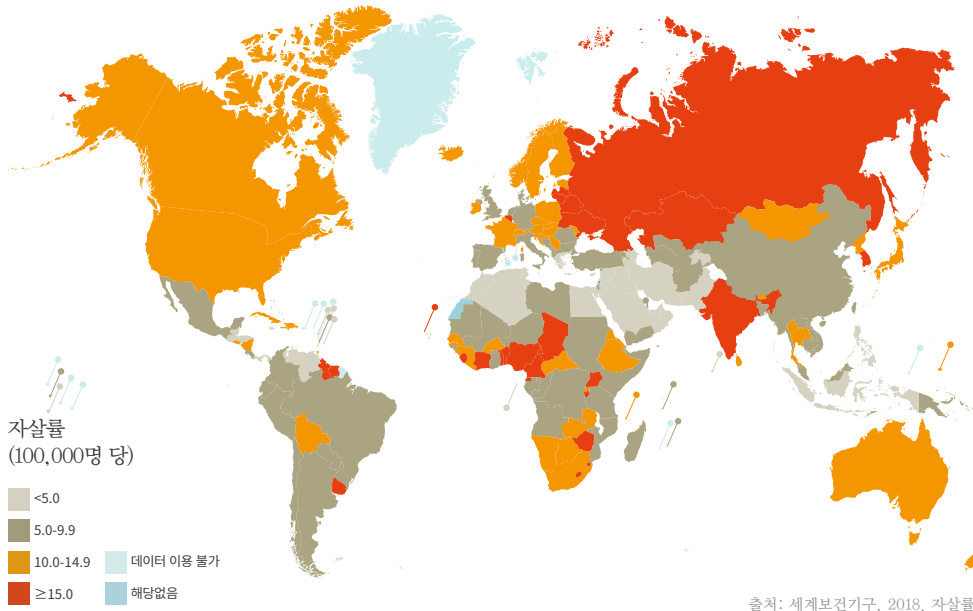 자살률
(100,000명 당)
<5.0
5.0-9.9
10.0-14.9
데이터 이용 불가
≥15.0
해당없음
출처: 세계보건기구, 2018, 자살률